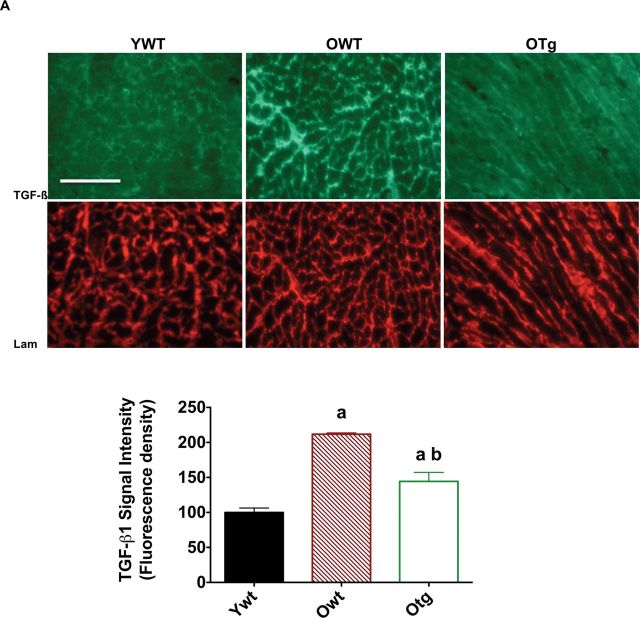 A
YWT OWT OTg
TGF-ß
Lam
TGF-β1 Signal Intensity
(Fluorescence density)
250
200
150
100
50
0
a
a b
Ywt Owt Otg